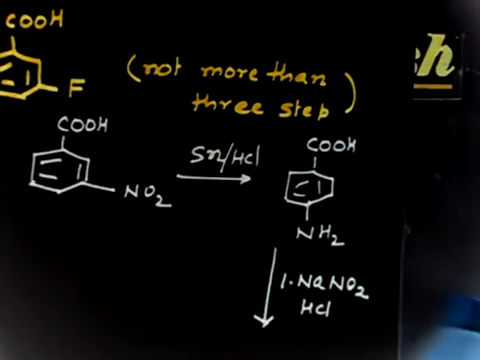 COOH
F
(not more than
three step)
COOH
NO2
Sn/HCl
COOH
NH2
1. NaNO2
HCl